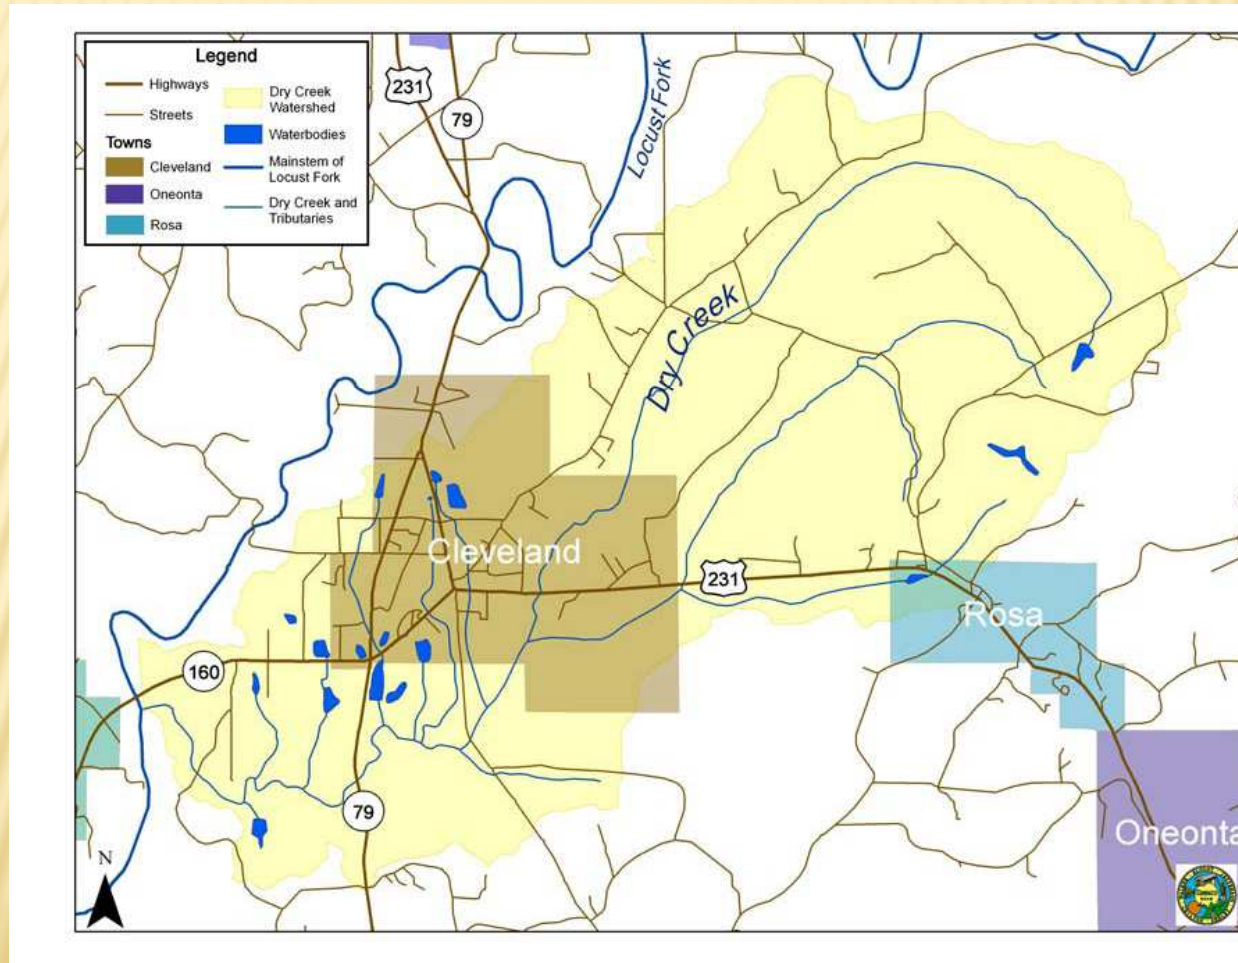 Legend
Highways
Streets
Towns
Cleveland
Oneonta
Rosa
Dry Creek
Watershed
Waterbodies
Mainstem of
Locust Fork
Dry Creek and
Tributaries
231
79
Locust Fork
Dry Creek
Cleveland
231
Rosa
160
79
Oneonta
N